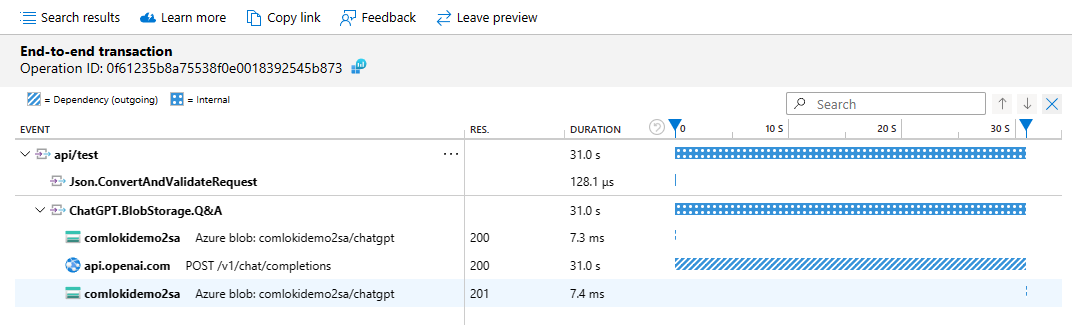 Search results Learn more Copy link Feedback Leave preview
End-to-end transaction
Operation ID: 0f61235b8a75538f0e0018392545b873
= Dependency (outgoing) = Internal
Search
EVENT RES. DURATION 0 10 S 20 S 30 S
api/test ... 31.0 s
Json.ConvertAndValidateRequest 128.1 µs
ChatGPT.BlobStorage.Q&A 31.0 s
comlokidemo2sa Azure blob: comlokidemo2sa/chatgpt 200 7.3 ms
api.openai.com POST /v1/chat/completions 200 31.0 s
comlokidemo2sa Azure blob: comlokidemo2sa/chatgpt 201 7.4 ms